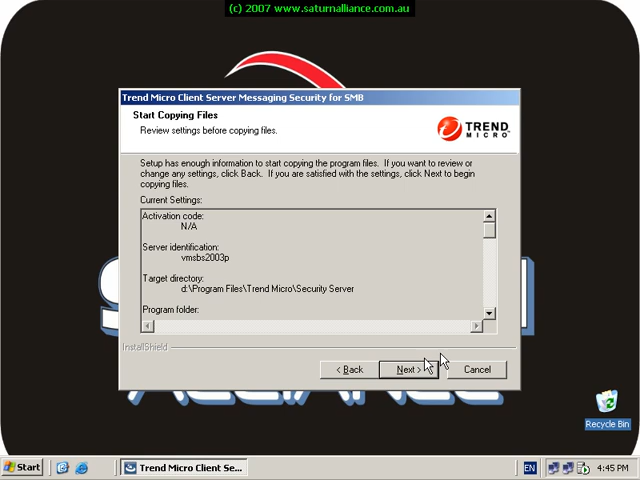 (c) 2007 www.saturnalliance.com.au
Trend Micro Client Server Messaging Security for SMB
Start Copying Files
Review settings before copying files.
TREND
MICRO
Setup has enough information to start copying the program files.  If you want to review or
change any settings, click Back.  If you are satisfied with the settings, click Next to begin
copying files.
Current Settings:
Activation code:
N/A
Server identification:
vmsbs2003p
Target directory:
d:\Program Files\Trend Micro\Security Server
Program folder:
InstallShield
< Back
Next >
Cancel
Recycle Bin
Start
Trend Micro Client Se...
EN
4:45 PM